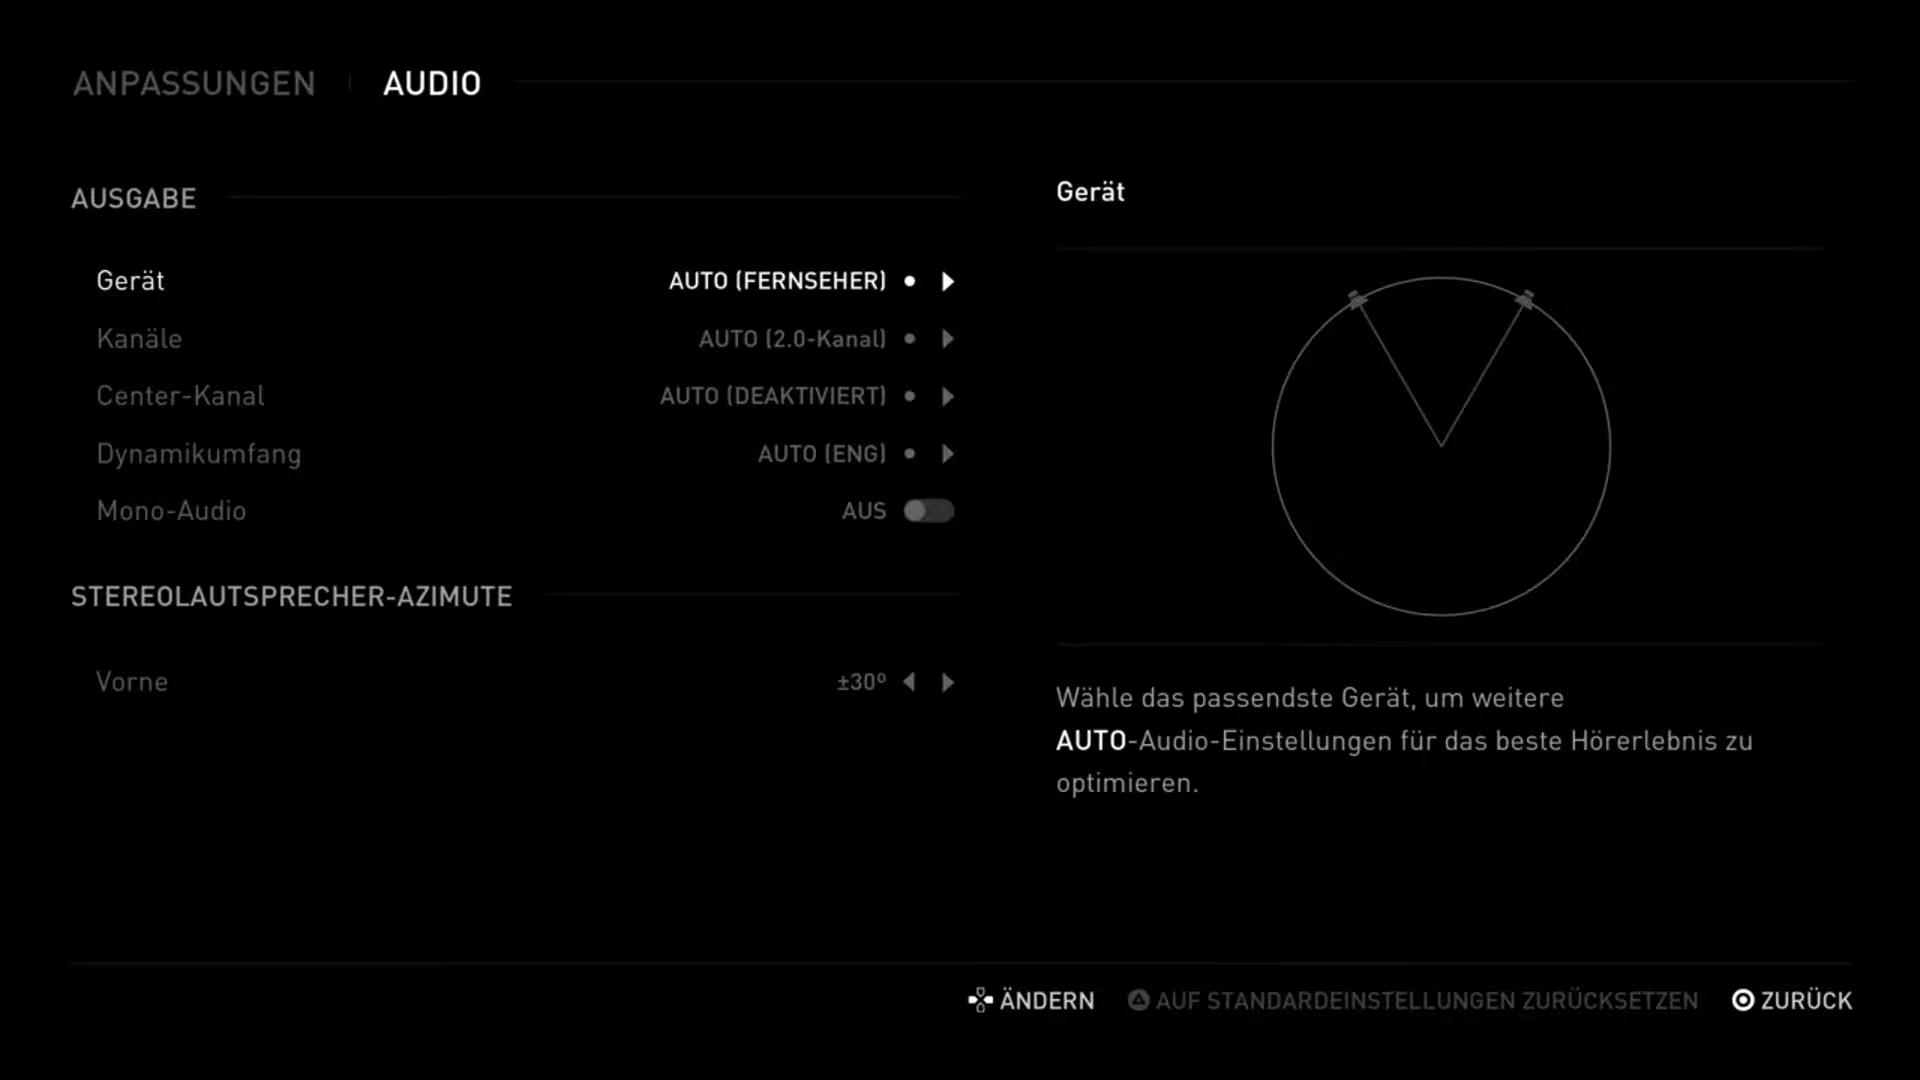 ANPASSUNGEN AUDIO
AUSGABE
Gerät AUTO (FERNSEHER)
Kanäle AUTO (2.0-Kanal)
Center-Kanal AUTO (DEAKTIVIERT)
Dynamikumfang AUTO (ENG)
Mono-Audio AUS
STEREOLAUTSPRECHER-AZIMUTE
Vorne ±30º
Gerät
Wähle das passendste Gerät, um weitere
AUTO-Audio-Einstellungen für das beste Hörerlebnis zu
optimieren.
ÄNDERN AUF STANDARDEINSTELLUNGEN ZURÜCKSETZEN ZURÜCK